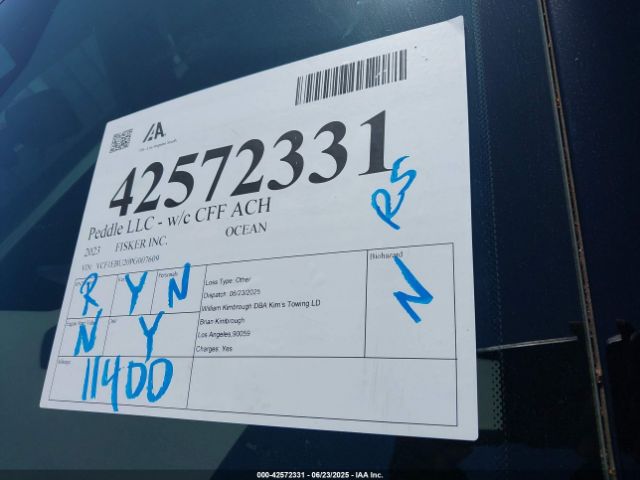 IAA
42572331
Peddle LLC - w/c CFF ACH
2023 FISKER INC. OCEAN
RS
Personals
Biohazard
R Y N
Loss Type: Other
Dispatch: 06/23/2025
William Kimbrough DBA Kim's Towing LD
N
N Y
Brian Kimbrough
Los Angeles,90059
Charges: Yes
11400
000-42572331 - 06/23/2025 - IAA Inc.